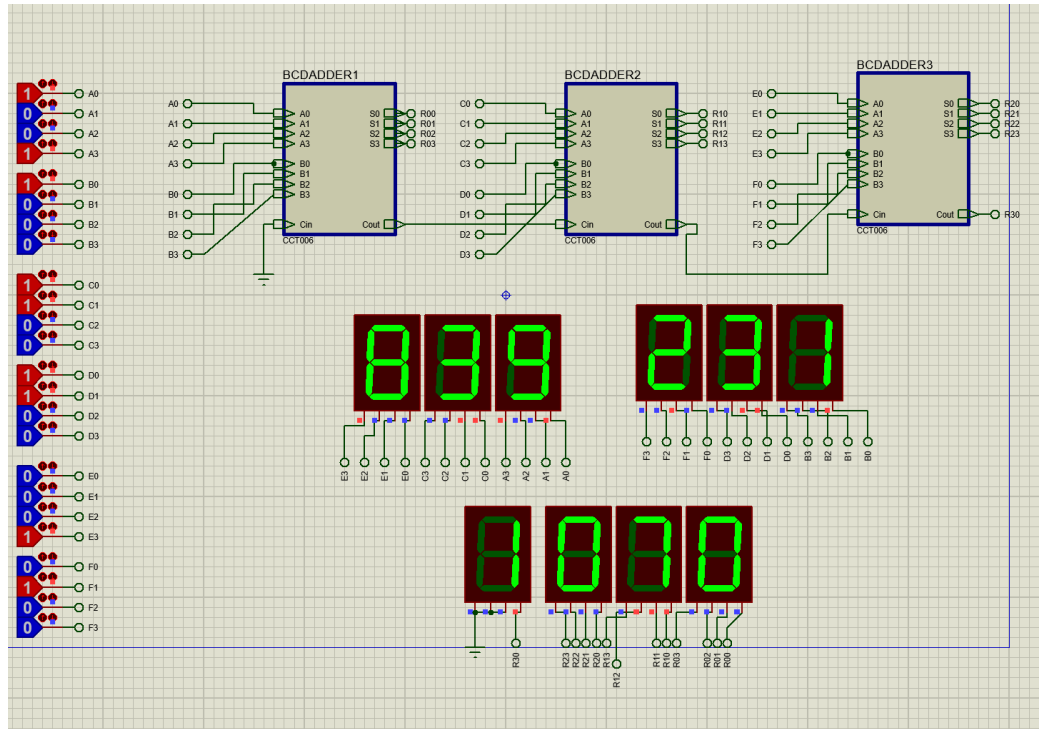 1 A0
0 A1
0 A2
1 A3
1 B0
0 B1
0 B2
0 B3
1 C0
1 C1
0 C2
0 C3
1 D0
1 D1
0 D2
0 D3
0 E0
0 E1
0 E2
1 E3
0 F0
1 F1
0 F2
0 F3
BCDADDER1
A0
A1
A2
A3
B0
B1
B2
B3
A0 S0 R00
A1 S1 R01
A2 S2 R02
A3 S3 R03
B0
B1
B2
B3
Cin Cout
CCT006
BCDADDER2
C0
C1
C2
C3
D0
D1
D2
D3
A0 S0 R10
A1 S1 R11
A2 S2 R12
A3 S3 R13
B0
B1
B2
B3
Cin Cout
CCT006
BCDADDER3
E0
E1
E2
E3
F0
F1
F2
F3
A0 S0 R20
A1 S1 R21
A2 S2 R22
A3 S3 R23
B0
B1
B2
B3
Cin Cout R30
CCT006
839
E3 E2 E1 E0 C3 C2 C1 C0 A3 A2 A1 A0
231
F3 F2 F1 F0 D3 D2 D1 D0 B3 B2 B1 B0
1070
R30 R23 R22 R21 R20 R13 R12 R11 R10 R03 R02 R01 R00